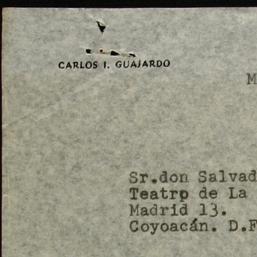 CARLOS I. GUAJARDO
M
Sr.don Salvad
Teatro de La
Madrid 13.
Coyoacán. D.F